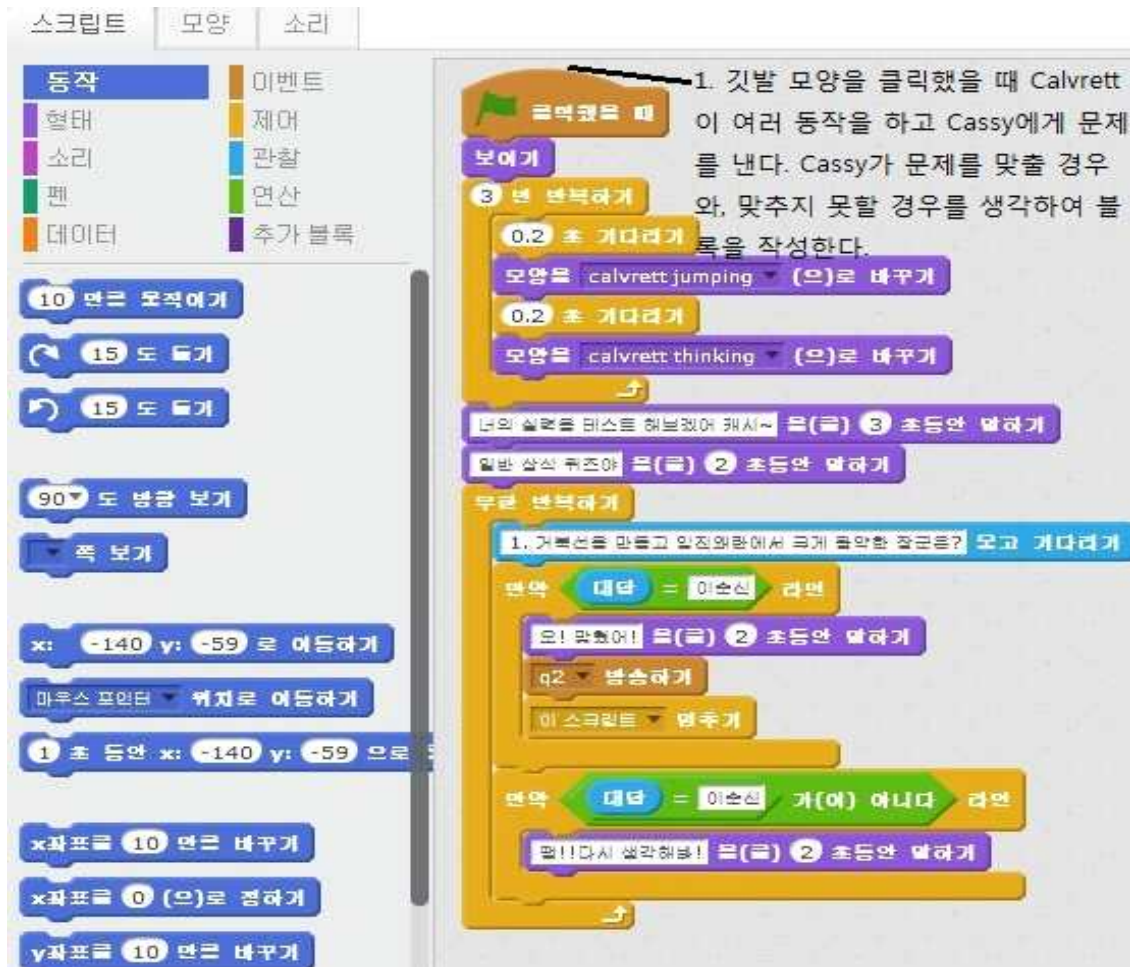 스크립트
모양
소리
동작
이벤트
형태
제어
소리
관찰
펜
연산
데이터
추가 블록
10 만큼 움직이기
15 도 돌기
15 도 돌기
90 도 방향 보기
쪽 보기
x: -140 y: -59 로 이동하기
마우스 포인터 위치로 이동하기
1 초 동안 x: -140 y: -59 으로
x좌표를 10 만큼 바꾸기
x좌표를 0 (으)로 정하기
y좌표를 10 만큼 바꾸기
1. 깃발 모양을 클릭했을 때 Calvrett
이 여러 동작을 하고 Cassy에게 문제
를 낸다. Cassy가 문제를 맞출 경우
와, 맞추지 못할 경우를 생각하여 블
록을 작성한다.
클릭했을 때
보이기
3 번 반복하기
0.2 초 기다리기
모양을 calvrett jumping (으)로 바꾸기
0.2 초 기다리기
모양을 calvrett thinking (으)로 바꾸기
너의 실력을 테스트 해보겠어 캐시~ 을(를) 3 초동안 말하기
일반 상식 퀴즈야 을(를) 2 초동안 말하기
무한 반복하기
1. 거북선을 만들고 임진왜란에서 크게 활약한 장군은? 묻고 기다리기
만약 대답 = 이순신 라면
오! 맞혔어! 을(를) 2 초동안 말하기
q2 방송하기
이 스크립트 멈추기
만약 대답 = 이순신 가(이) 아니다 라면
땡!!다시 생각해봐! 을(를) 2 초동안 말하기